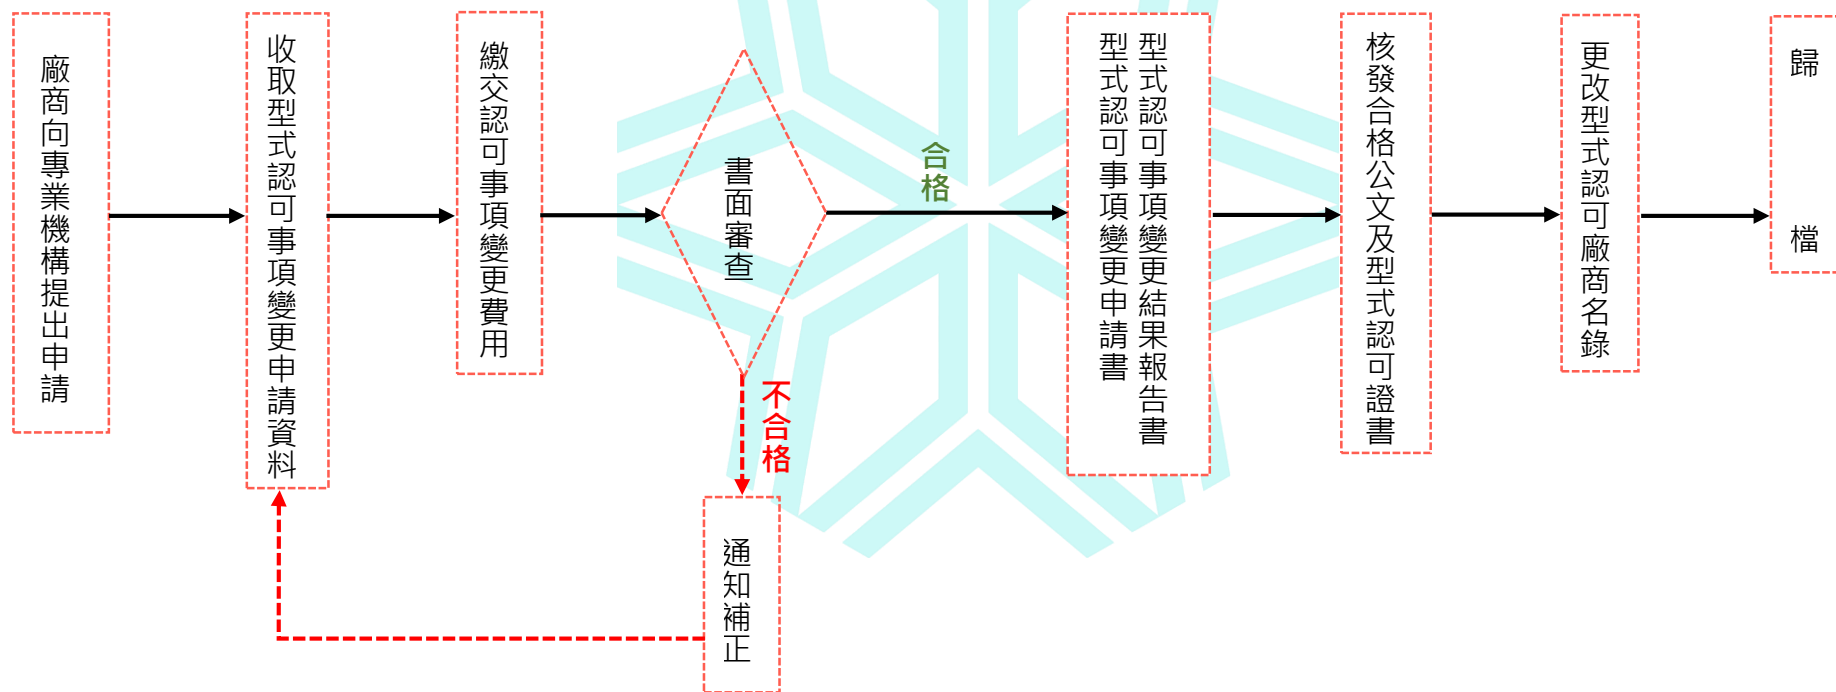 廠商向專業機構提出申請
收取型式認可事項變更申請資料
繳交認可事項變更費用
書面審查
合格
不合格
通知補正
型式認可事項變更結果報告書
型式認可事項變更申請書
核發合格公文及型式認可證書
更改型式認可廠商名錄
歸檔